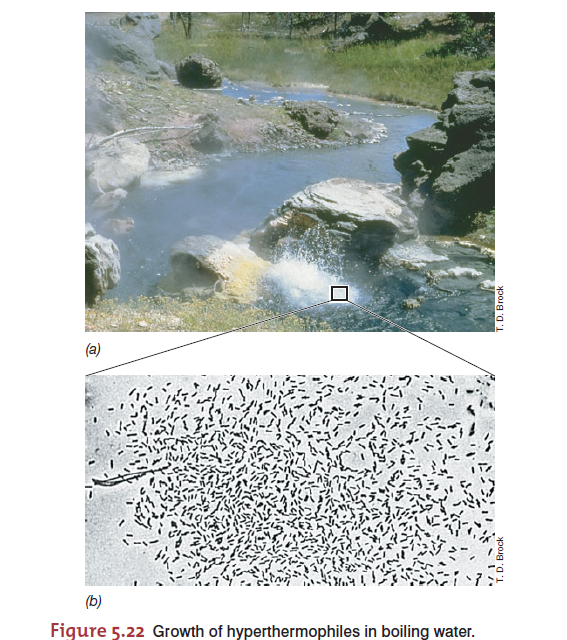 T. D. Brock
(a)
T. D. Brock
(b)
Figure 5.22 Growth of hyperthermophiles in boiling water.